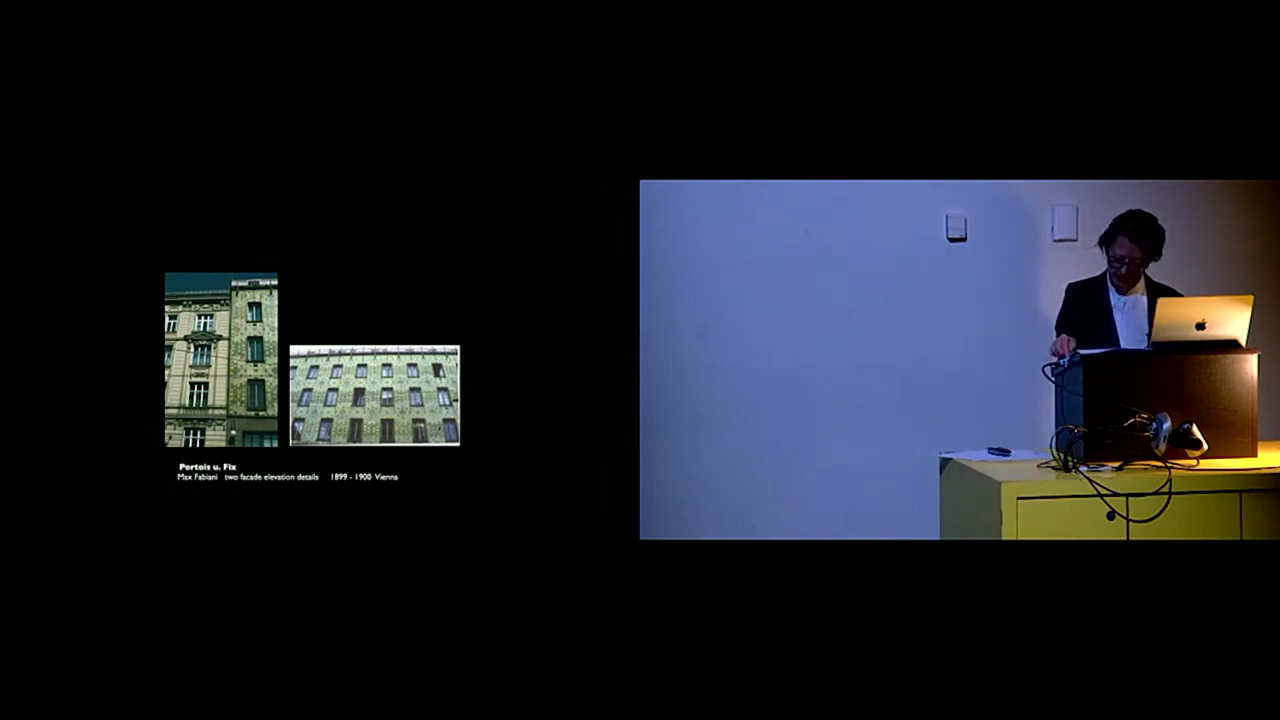 Portois u. Fix
Max Fabiani two facade elevation details 1899 - 1900 Vienna